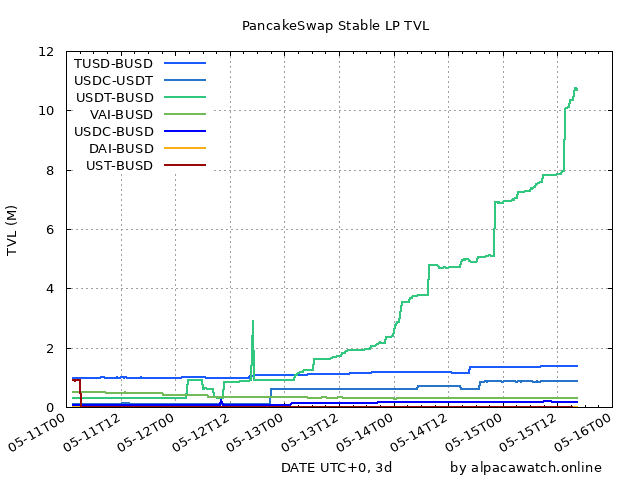 PancakeSwap Stable LP TVL
TVL (M)
12
10
8
6
4
2
0
TUSD-BUSD
USDC-USDT
USDT-BUSD
VAI-BUSD
USDC-BUSD
DAI-BUSD
UST-BUSD
05-11T00
05-11T12
05-12T00
05-12T12
05-13T00
05-13T12
05-14T00
05-14T12
05-15T00
05-15T12
05-16T00
DATE UTC+0, 3d
by alpacawatch.online